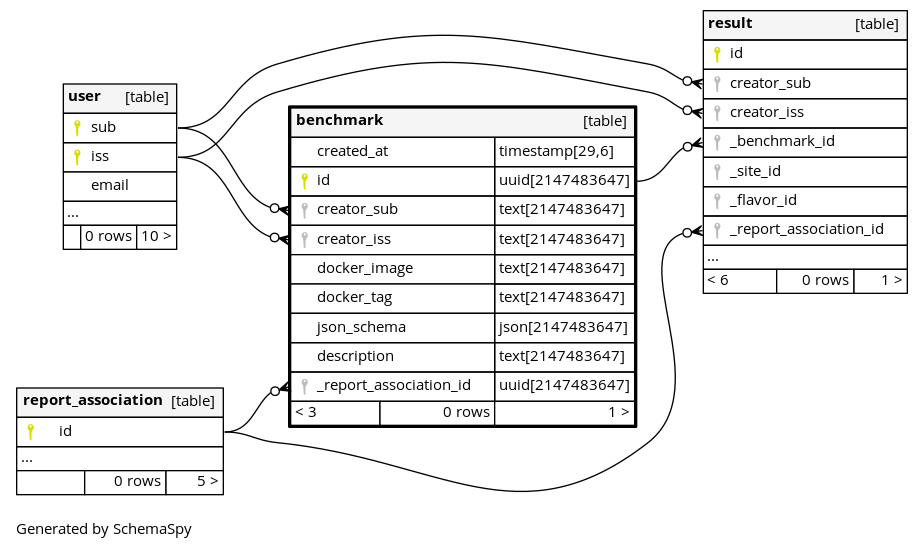 user [table]
sub
iss
email
...
0 rows 10 >
benchmark [table]
created_at timestamp[29,6]
id uuid[2147483647]
creator_sub text[2147483647]
creator_iss text[2147483647]
docker_image text[2147483647]
docker_tag text[2147483647]
json_schema json[2147483647]
description text[2147483647]
_report_association_id uuid[2147483647]
< 3 0 rows 1 >
result [table]
id
creator_sub
creator_iss
_benchmark_id
_site_id
_flavor_id
_report_association_id
...
< 6 0 rows 1 >
report_association [table]
id
...
0 rows 5 >
Generated by SchemaSpy